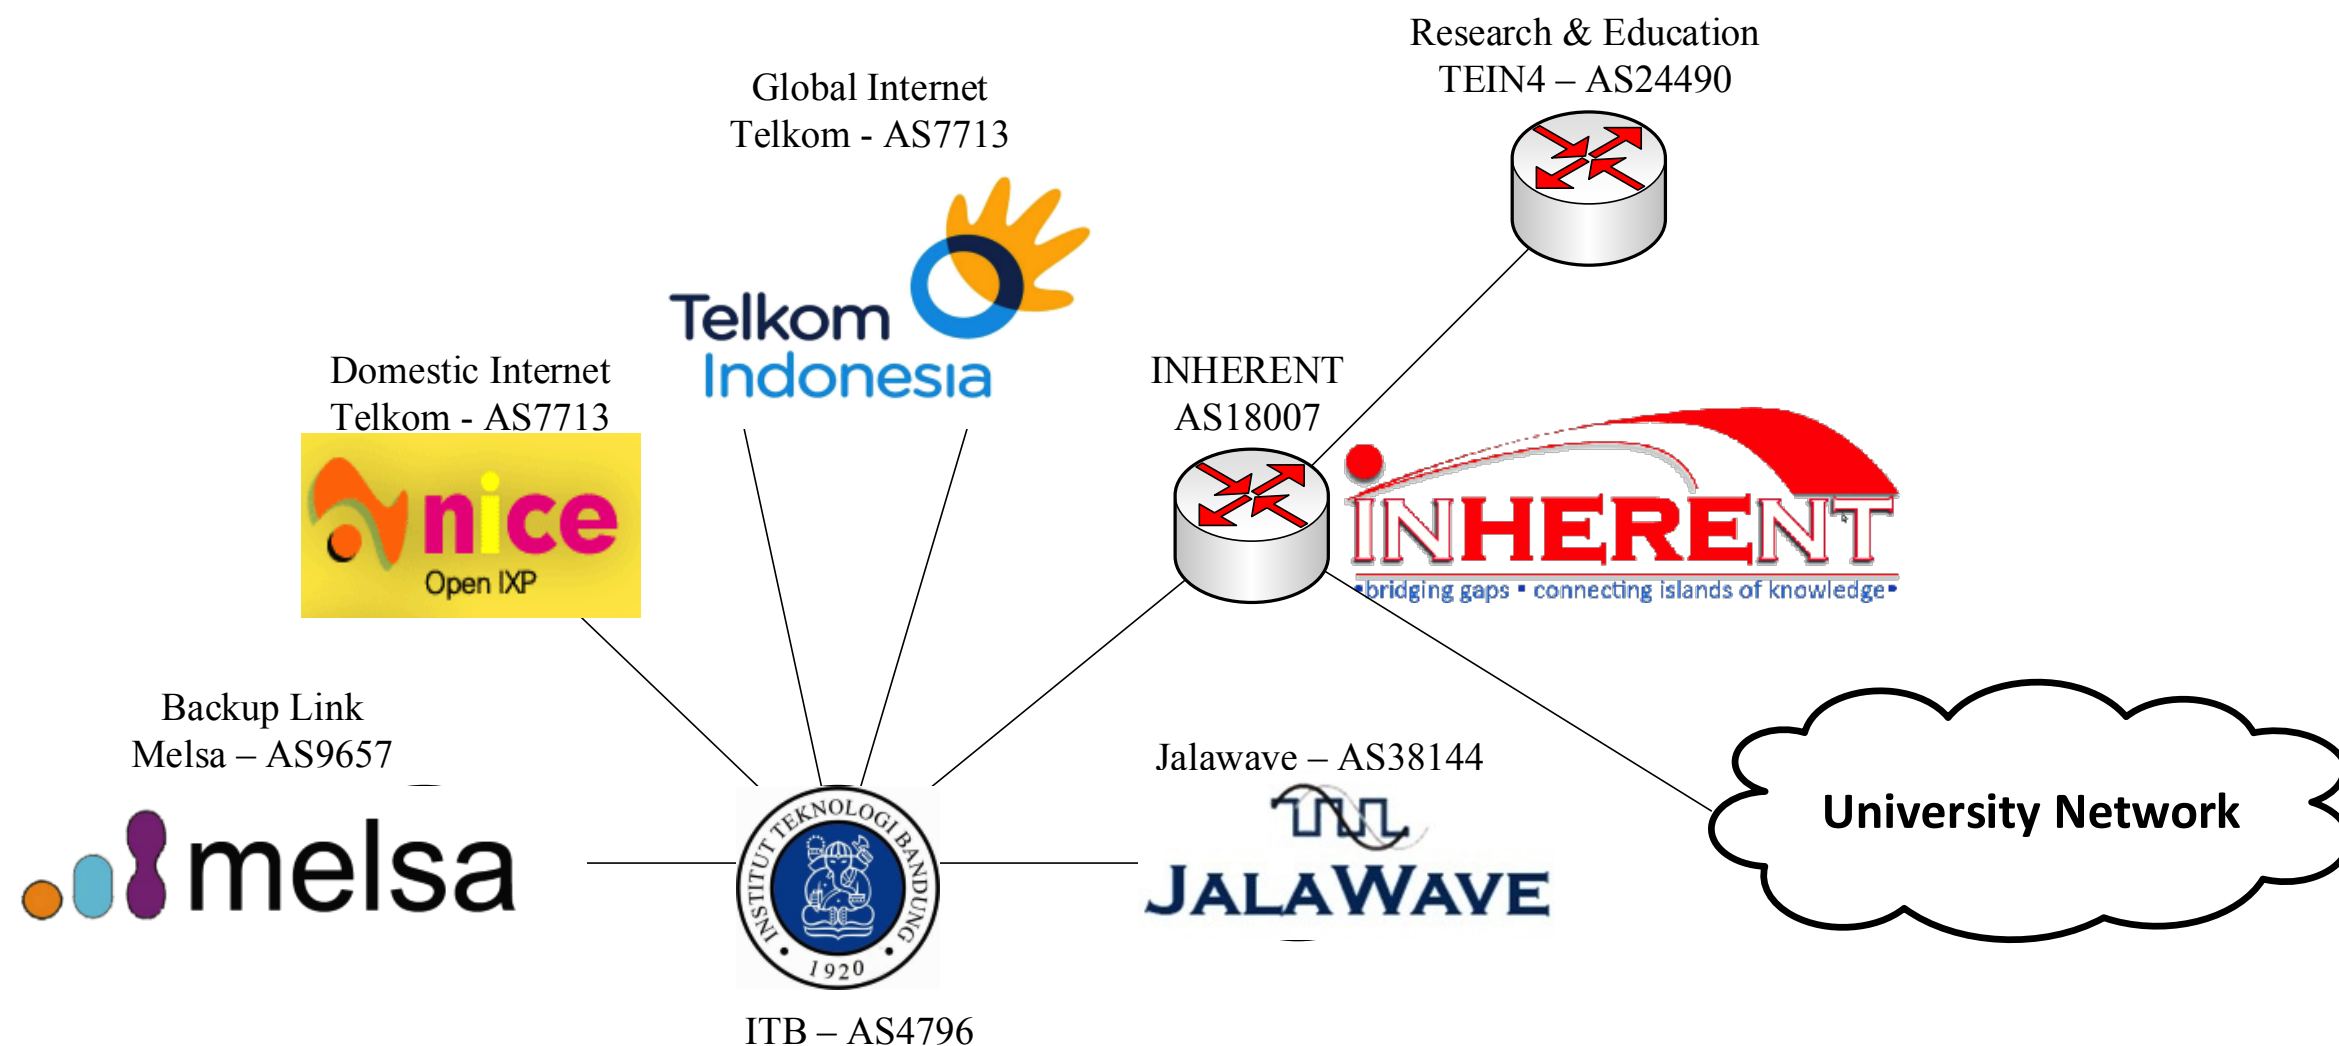 Research & Education
TEIN4 – AS24490
Global Internet
Telkom - AS7713
Telkom
Indonesia
Domestic Internet
Telkom - AS7713
nice
Open IXP
INHERENT
AS18007
INHERENT
•bridging gaps • connecting islands of knowledge•
Backup Link
Melsa – AS9657
melsa
Jalawave – AS38144
JALAWAVE
University Network
INSTITUT TEKNOLOGI BANDUNG
• 1920 •
ITB – AS4796